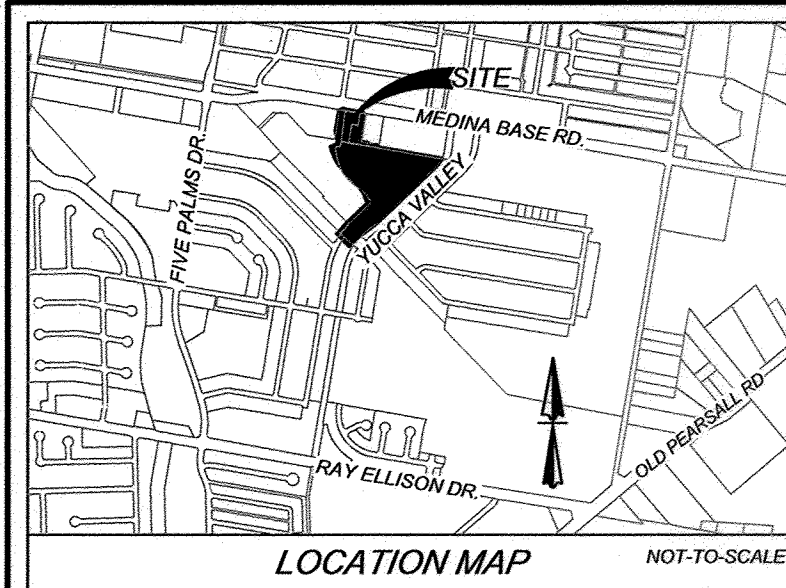 SITE
MEDINA BASE RD.
FIVE PALMS DR.
YUCCA VALLEY
OLD PEARSALL RD
RAY ELLISON DR.
LOCATION MAP
NOT-TO-SCALE